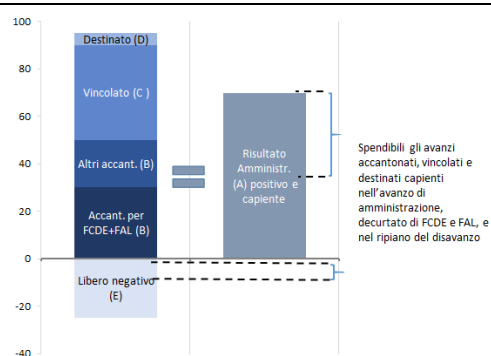 100
80
60
40
20
0
-20
-40
Destinato (D)
Vincolato (C )
Altri accant. (B)
Accant. per
FCDE+FAL (B)
Libero negativo
(E)
Risultato
Amministr.
(A) positivo e
capiente
Spendibili gli avanzi
accantonati, vincolati e
destinati capienti
nell'avanzo di
amministrazione,
decurtato di FCDE e FAL, e
nel ripiano del disavanzo